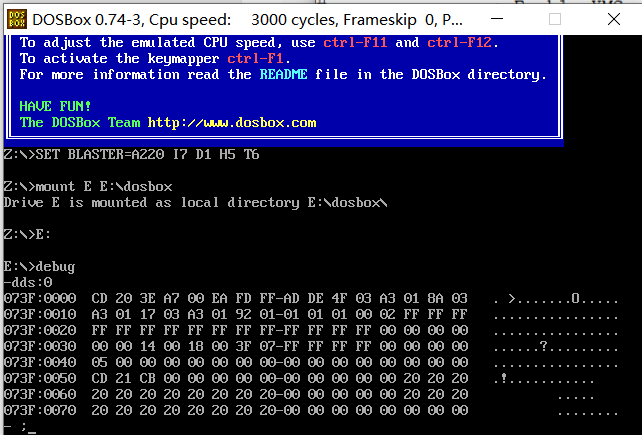 DOSBox 0.74-3, Cpu speed: 3000 cycles, Frameskip 0, P...
To adjust the emulated CPU speed, use ctrl-F11 and ctrl-F12.
To activate the keymapper ctrl-F1.
For more information read the README file in the DOSBox directory.
HAVE FUN!
The DOSBox Team http://www.dosbox.com
Z:\>SET BLASTER=A220 I7 D1 H5 T6
Z:\>mount E E:\dosbox
Drive E is mounted as local directory E:\dosbox\
Z:\>E:
E:\>debug
-dds:0
073F:0000 CD 20 3E A7 00 EA FD FF-AD DE 4F 03 A3 01 8A 03 . >.......O.....
073F:0010 A3 01 17 03 A3 01 92 01-01 01 01 00 02 FF FF FF ................
073F:0020 FF FF FF FF FF FF FF FF-FF FF FF FF 00 00 00 00 ................
073F:0030 00 00 14 00 18 00 3F 07-FF FF FF FF 00 00 00 00 ......?.........
073F:0040 05 00 00 00 00 00 00 00-00 00 00 00 00 00 00 00 ................
073F:0050 CD 21 CB 00 00 00 00 00-00 00 00 00 00 20 20 20 .!...........
073F:0060 20 20 20 20 20 20 20 20-00 00 00 00 00 20 20 20 .....
073F:0070 20 20 20 20 20 20 20 20-00 00 00 00 00 00 00 00 ........
- ;_